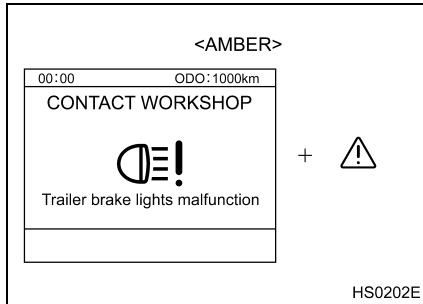 <AMBER>
00:00 ODO:1000km
CONTACT WORKSHOP
Trailer brake lights malfunction
+
HS0202E